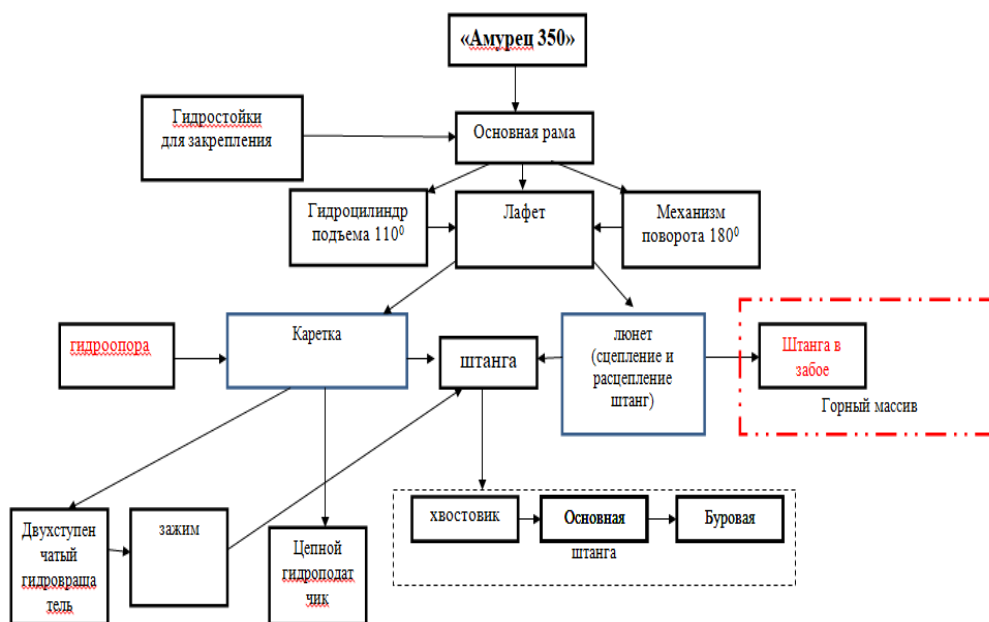 «Амурец 350»
Гидростойки
для закрепления
Основная рама
Гидроцилиндр
подъема 110⁰
Лафет
Механизм
поворота 180⁰
гидроопора
Каретка
штанга
люнет
(сцепление и
расцепление
штанг)
Штанга в
забое
Горный массив
Двухступен
чатый
гидровраща
тель
зажим
Цепной
гидроподат
чик
хвостовик
Основная
Буровая
штанга